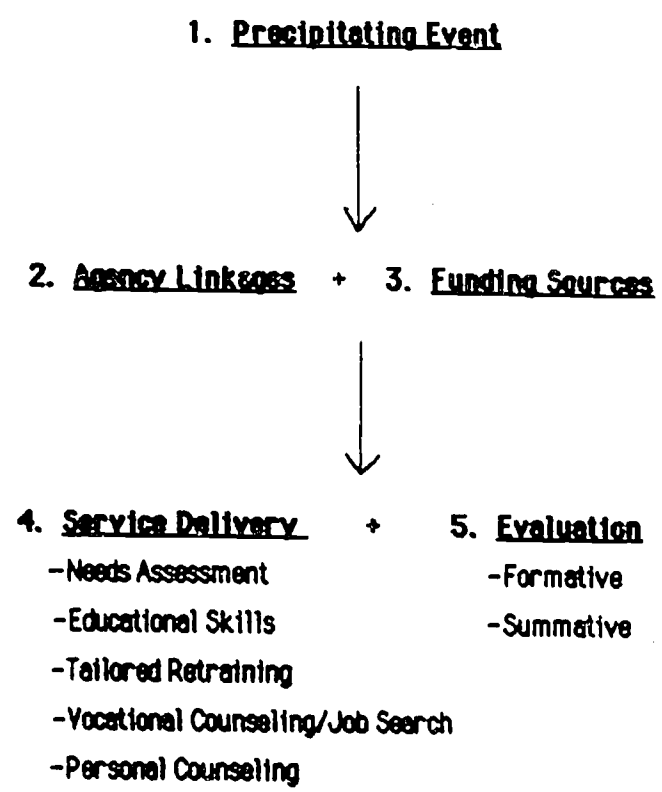 1. Precipitating Event
2. Agency Linkages + 3. Funding Sources
4. Service Delivery + 5. Evaluation
-Needs Assessment -Formative
-Educational Skills -Summative
-Tailored Retraining
-Vocational Counseling/Job Search
-Personal Counseling